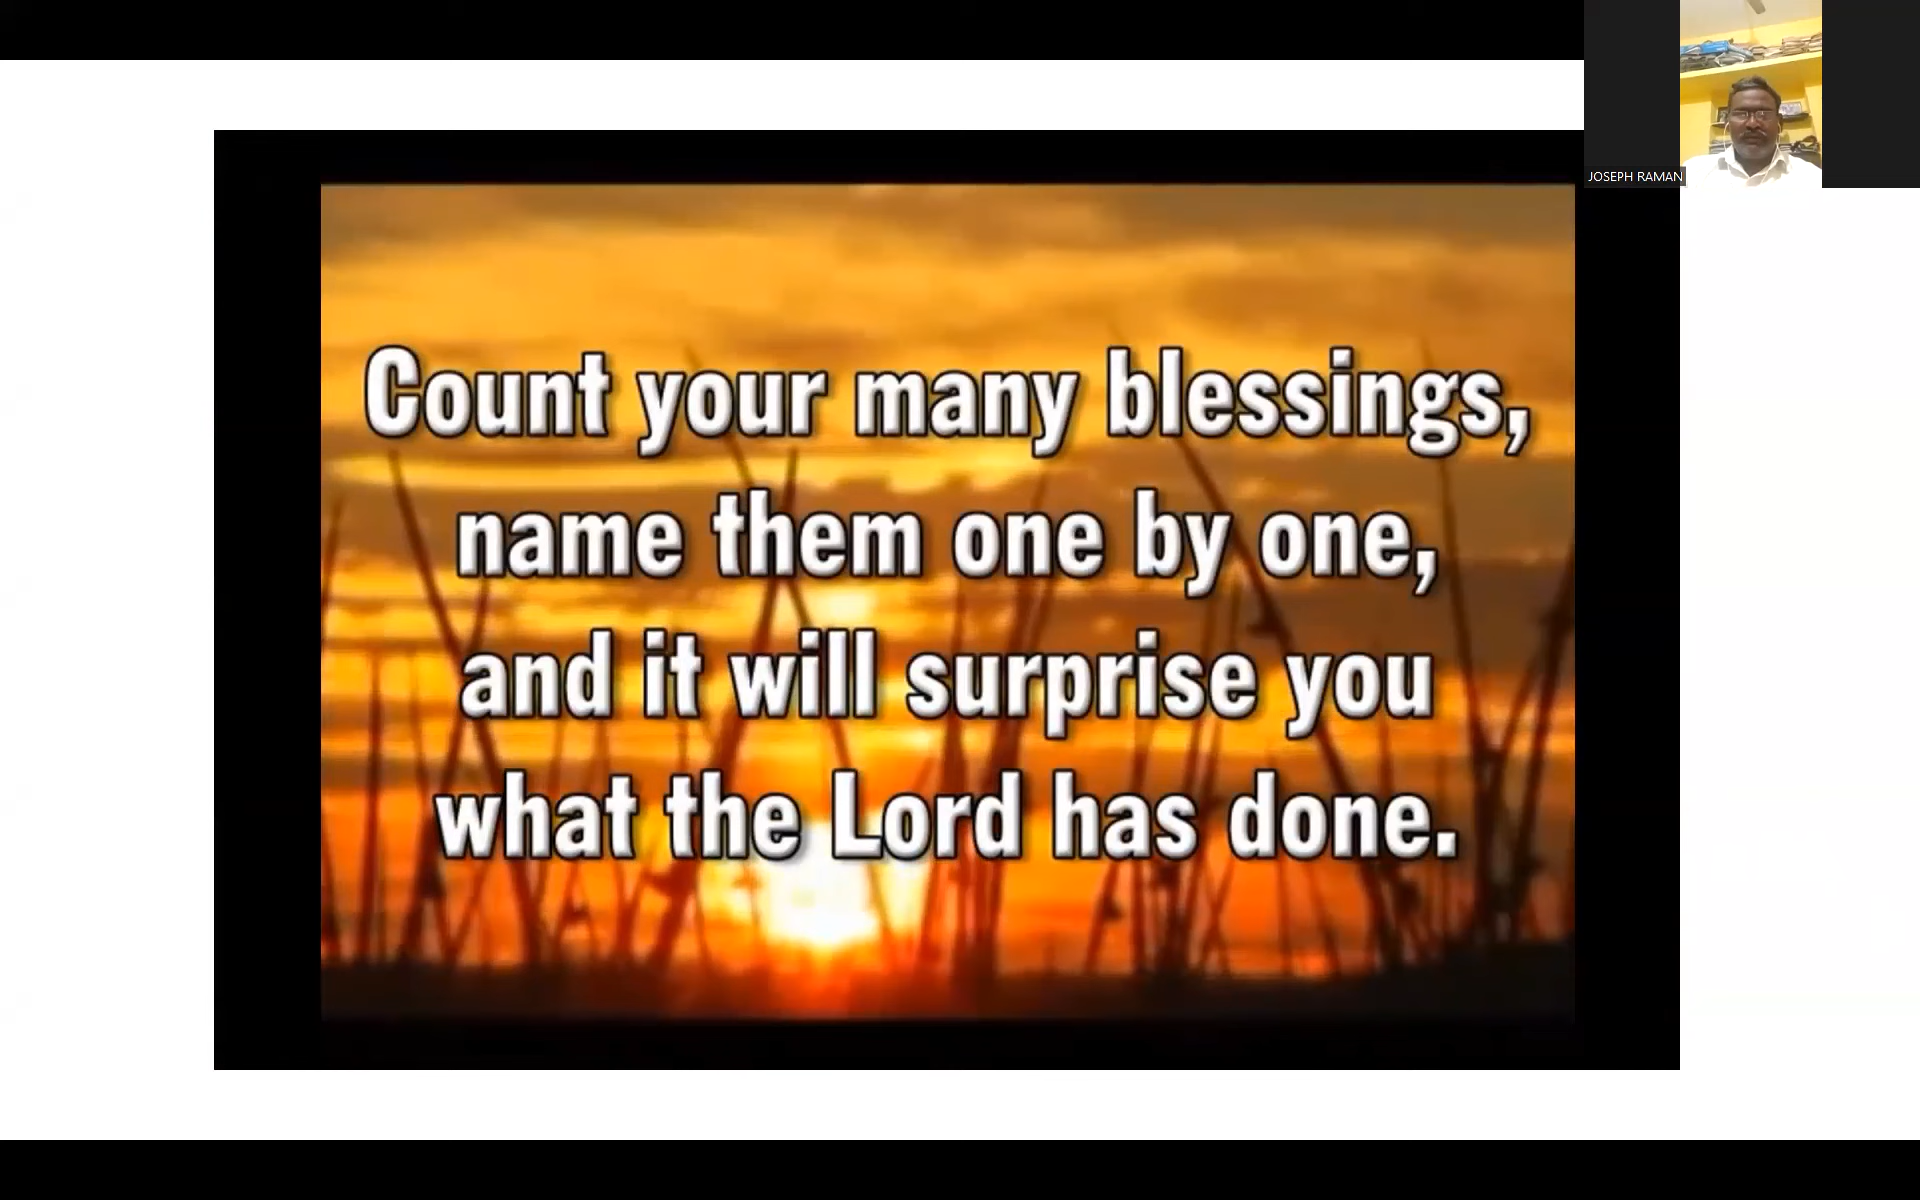 JOSEPH RAMAN
Count your many blessings,
name them one by one,
and it will surprise you
what the Lord has done.